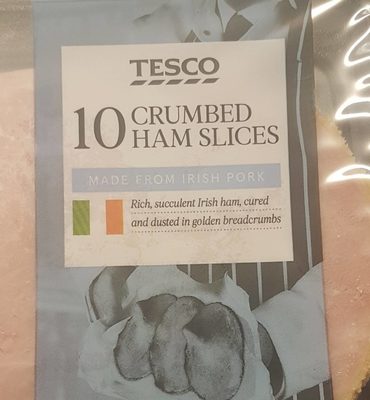 TESCO
10 CRUMBED
HAM SLICES
MADE FROM IRISH PORK
Rich, succulent Irish ham, cured
and dusted in golden breadcrumbs